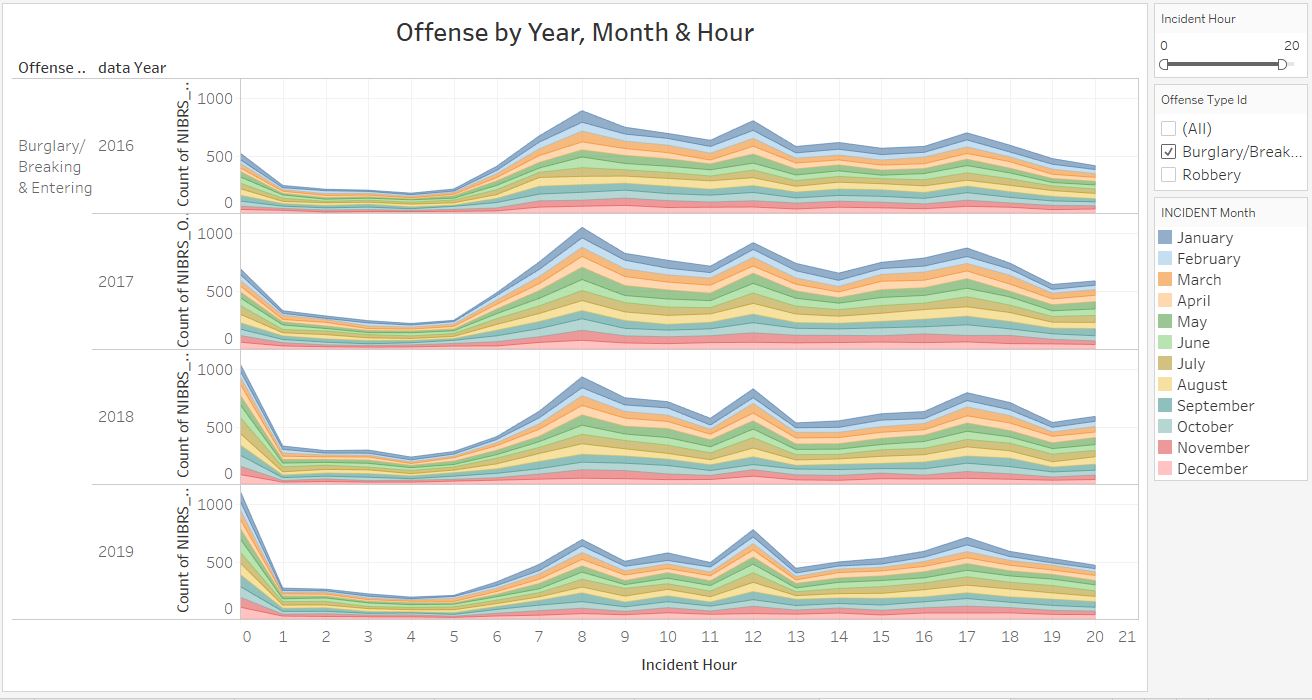 Offense by Year, Month & Hour
Offense .. data Year
Burglary/
Breaking
& Entering
2016
Count of NIBRS_..
1000
500
0
2017
Count of NIBRS_O..
1000
500
0
2018
Count of NIBRS_..
1000
500
0
2019
Count of NIBRS_..
1000
500
0
0 1 2 3 4 5 6 7 8 9 10 11 12 13 14 15 16 17 18 19 20 21
Incident Hour
Incident Hour
0 20
Offense Type Id
(All)
Burglary/Break...
Robbery
INCIDENT Month
January
February
March
April
May
June
July
August
September
October
November
December